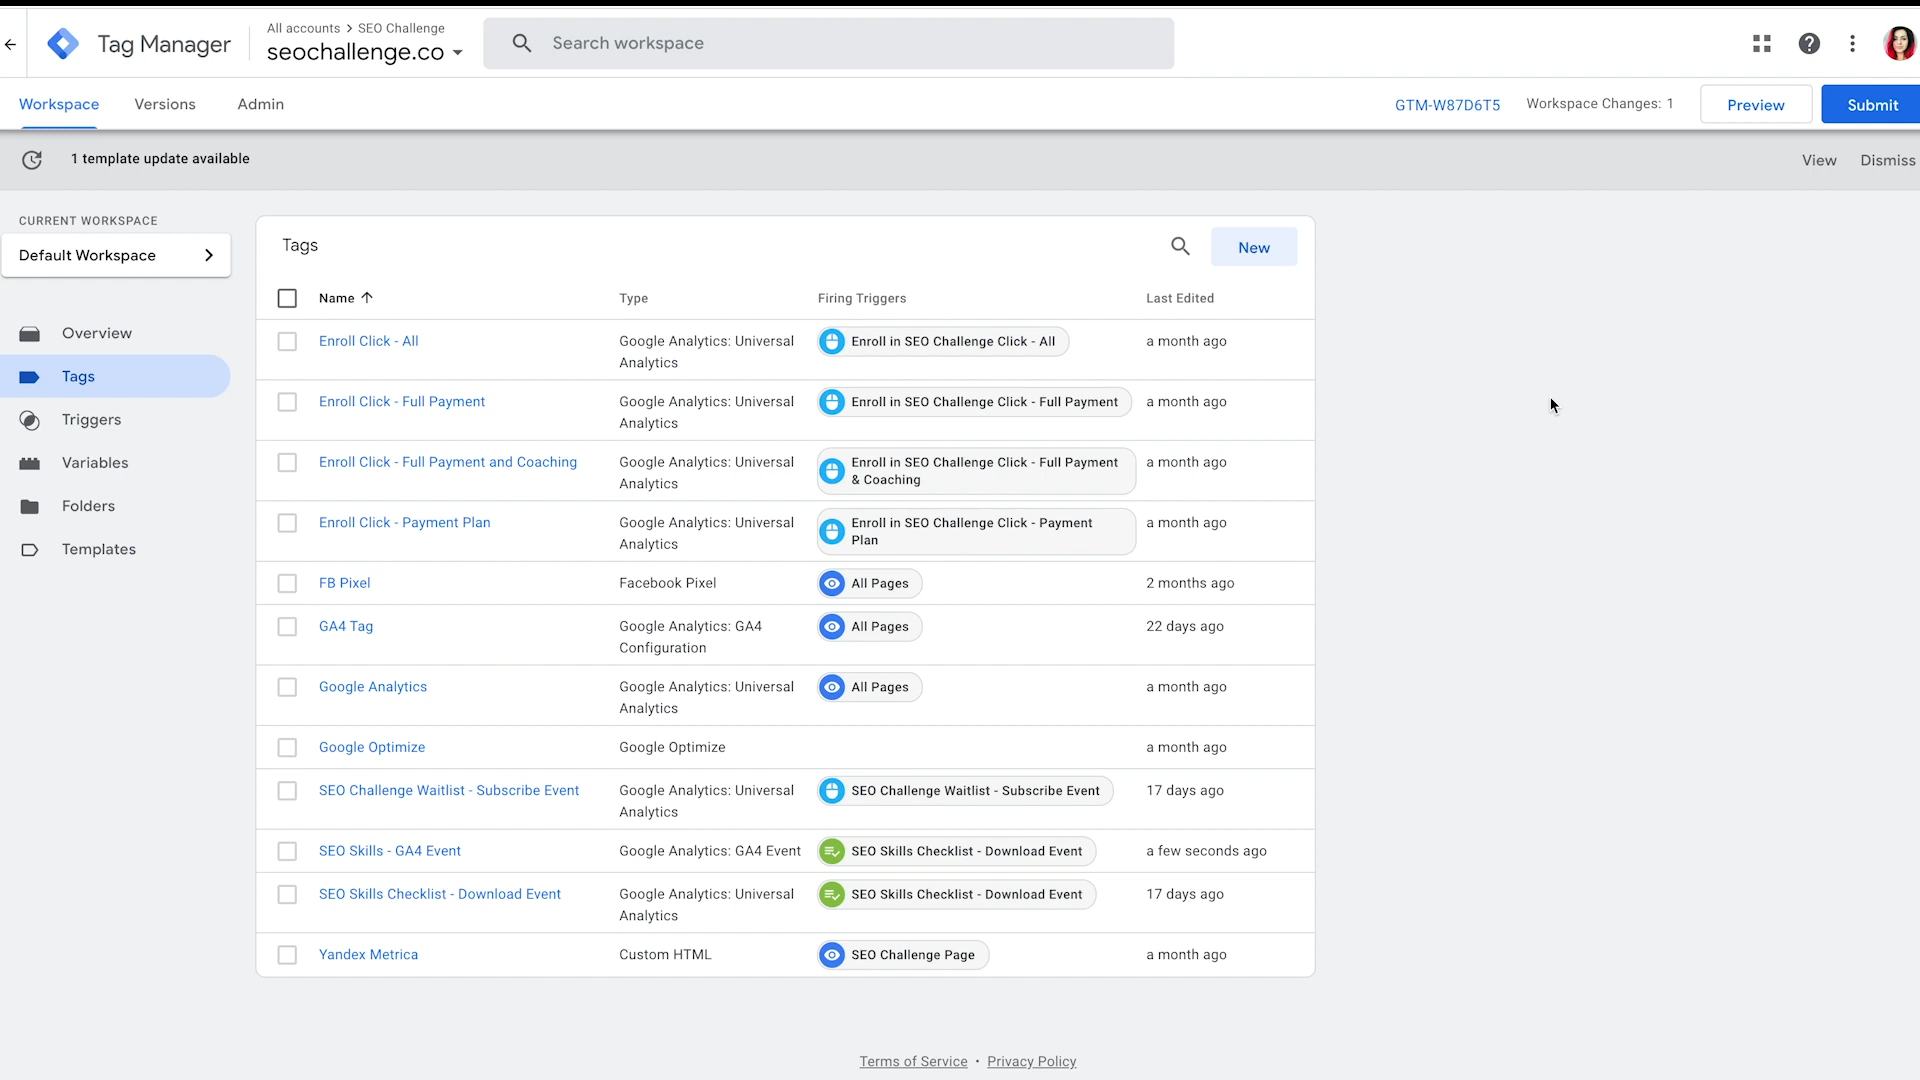 All accounts > SEO Challenge
Tag Manager
seochallenge.co
Search workspace
Workspace
Versions
Admin
GTM-W87D6T5
Workspace Changes: 1
Preview
Submit
1 template update available
View
Dismiss
CURRENT WORKSPACE
Default Workspace
Overview
Tags
Triggers
Variables
Folders
Templates
Tags
New
Name Type Firing Triggers Last Edited
Enroll Click - All Google Analytics: Universal Enroll in SEO Challenge Click - All a month ago
Analytics
Enroll Click - Full Payment Google Analytics: Universal Enroll in SEO Challenge Click - Full Payment a month ago
Analytics
Enroll Click - Full Payment and Coaching Google Analytics: Universal Enroll in SEO Challenge Click - Full Payment a month ago
Analytics & Coaching
Enroll Click - Payment Plan Google Analytics: Universal Enroll in SEO Challenge Click - Payment a month ago
Analytics Plan
FB Pixel Facebook Pixel All Pages 2 months ago
GA4 Tag Google Analytics: GA4 All Pages 22 days ago
Configuration
Google Analytics Google Analytics: Universal All Pages a month ago
Analytics
Google Optimize Google Optimize a month ago
SEO Challenge Waitlist - Subscribe Event Google Analytics: Universal SEO Challenge Waitlist - Subscribe Event 17 days ago
Analytics
SEO Skills - GA4 Event Google Analytics: GA4 Event SEO Skills Checklist - Download Event a few seconds ago
SEO Skills Checklist - Download Event Google Analytics: Universal SEO Skills Checklist - Download Event 17 days ago
Analytics
Yandex Metrica Custom HTML SEO Challenge Page a month ago
Terms of Service · Privacy Policy